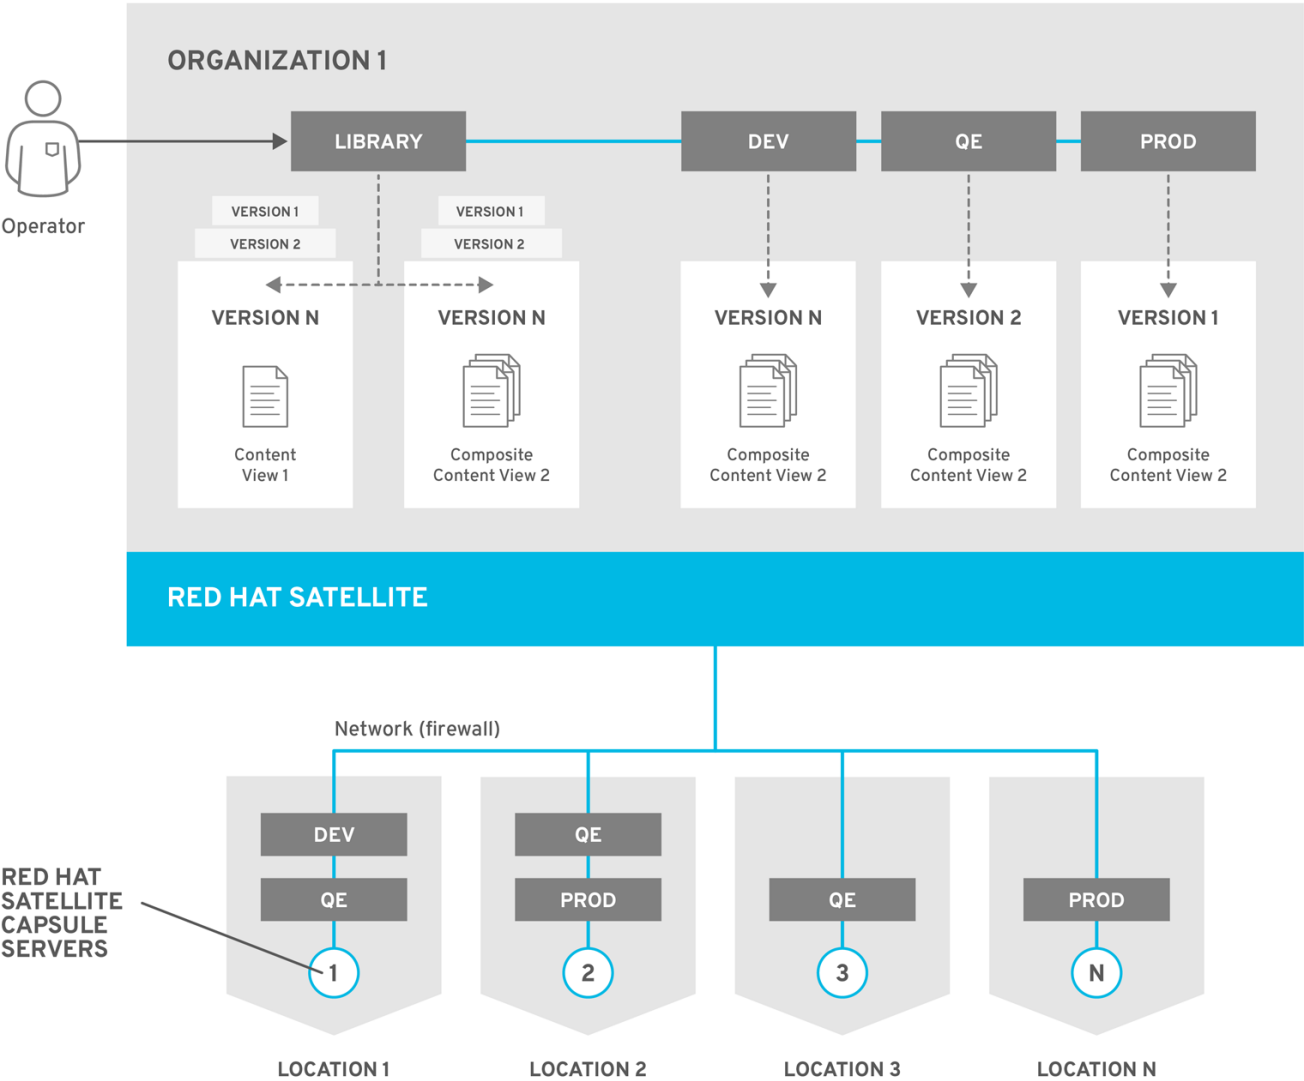 ORGANIZATION 1
LIBRARY
DEV
QE
PROD
Operator
VERSION 1
VERSION 2
VERSION 1
VERSION 2
VERSION N
Content
View 1
VERSION N
Composite
Content View 2
VERSION N
Composite
Content View 2
VERSION 2
Composite
Content View 2
VERSION 1
Composite
Content View 2
RED HAT SATELLITE
Network (firewall)
RED HAT
SATELLITE
CAPSULE
SERVERS
DEV
QE
1
LOCATION 1
QE
PROD
2
LOCATION 2
QE
3
LOCATION 3
PROD
N
LOCATION N